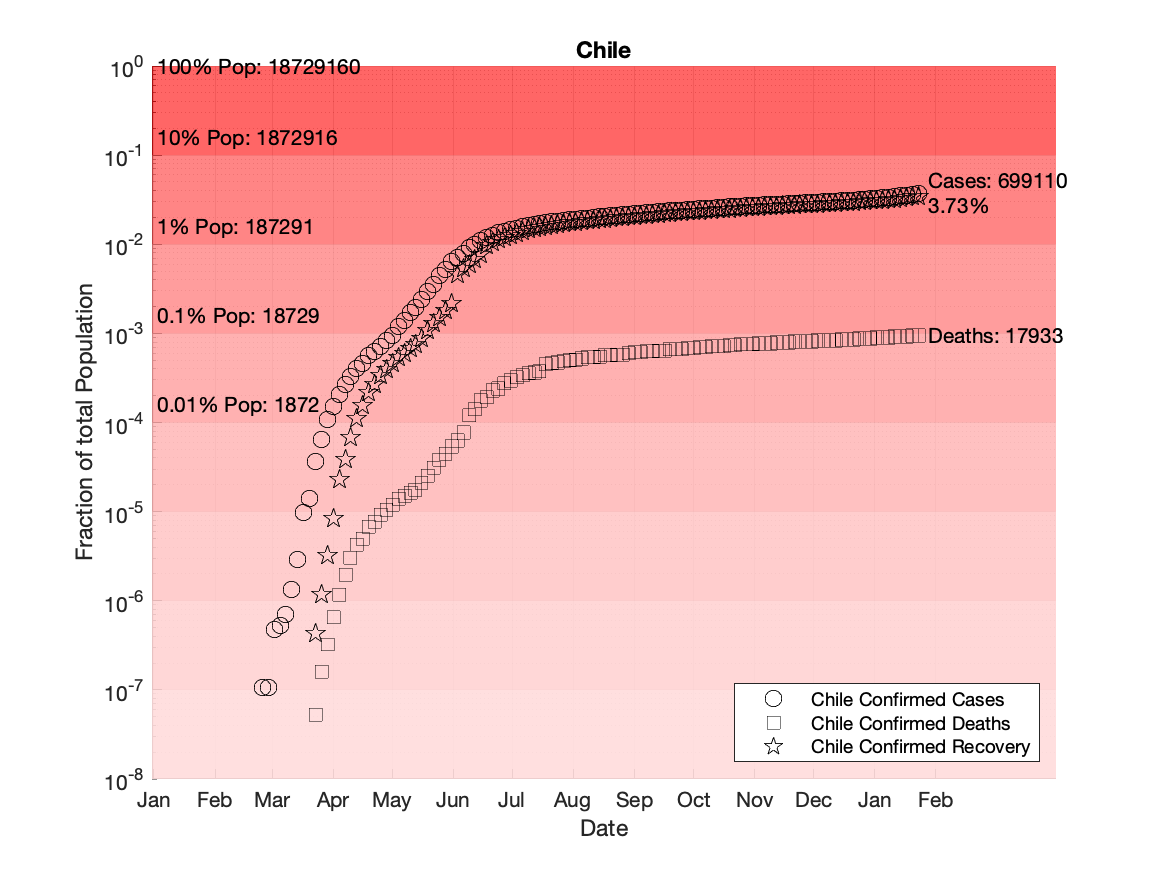 Chile
10^0
100% Pop: 18729160
10% Pop: 1872916
10^-1
Cases: 699110
3.73%
1% Pop: 187291
10^-2
0.1% Pop: 18729
10^-3
Deaths: 17933
0.01% Pop: 1872
10^-4
10^-5
10^-6
10^-7
10^-8
Fraction of total Population
Chile Confirmed Cases
Chile Confirmed Deaths
Chile Confirmed Recovery
Jan Feb Mar Apr May Jun Jul Aug Sep Oct Nov Dec Jan Feb
Date